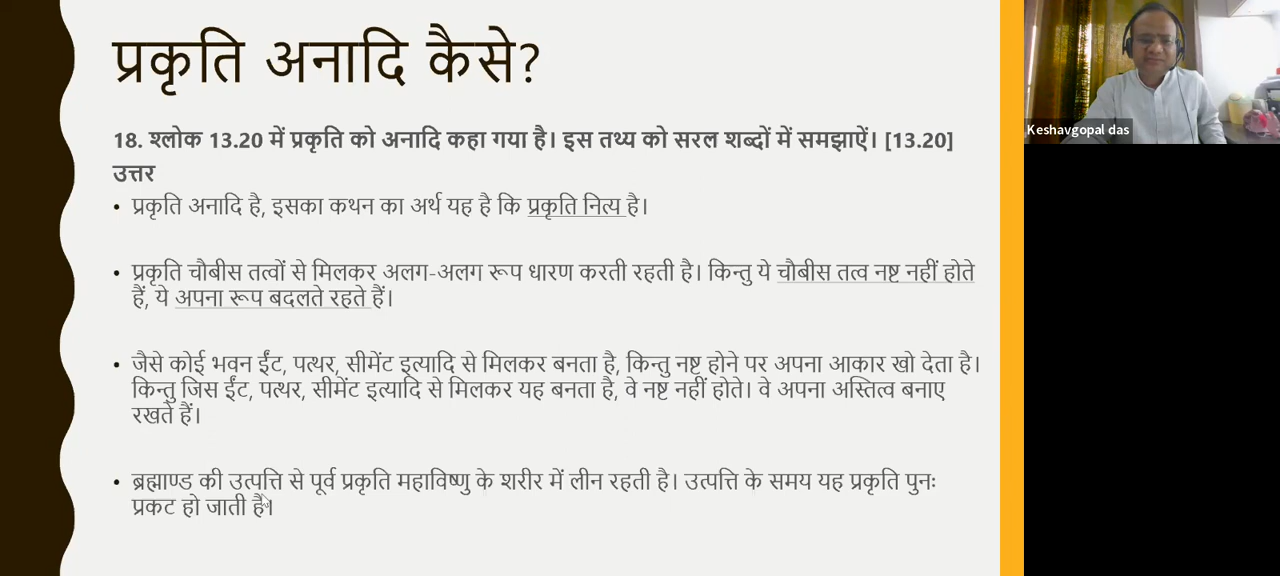 प्रकृति अनादि कैसे?
18. श्लोक 13.20 में प्रकृति को अनादि कहा गया है। इस तथ्य को सरल शब्दों में समझाऐं। [13.20]
उत्तर
• प्रकृति अनादि है, इसका कथन का अर्थ यह है कि प्रकृति नित्य है।
• प्रकृति चौबीस तत्वों से मिलकर अलग-अलग रूप धारण करती रहती है। किन्तु ये चौबीस तत्व नष्ट नहीं होते
हैं, ये अपना रूप बदलते रहते हैं।
• जैसे कोई भवन ईंट, पत्थर, सीमेंट इत्यादि से मिलकर बनता है, किन्तु नष्ट होने पर अपना आकार खो देता है।
किन्तु जिस ईंट, पत्थर, सीमेंट इत्यादि से मिलकर यह बनता है, वे नष्ट नहीं होते। वे अपना अस्तित्व बनाए
रखते हैं।
• ब्रह्माण्ड की उत्पत्ति से पूर्व प्रकृति महाविष्णु के शरीर में लीन रहती है। उत्पत्ति के समय यह प्रकृति पुनः
प्रकट हो जाती है।
Keshavgopal das